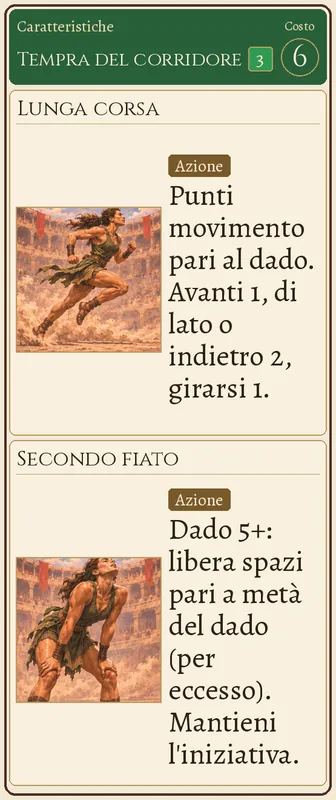 Caratteristiche
Costo
Tempra del corridore 3
6
Lunga corsa
Azione
Punti
movimento
pari al dado.
Avanti 1, di
lato o
indietro 2,
girarsi 1.
Secondo fiato
Azione
Dado 5+:
libera spazi
pari a metà
del dado
(per
eccesso).
Mantieni
l'iniziativa.